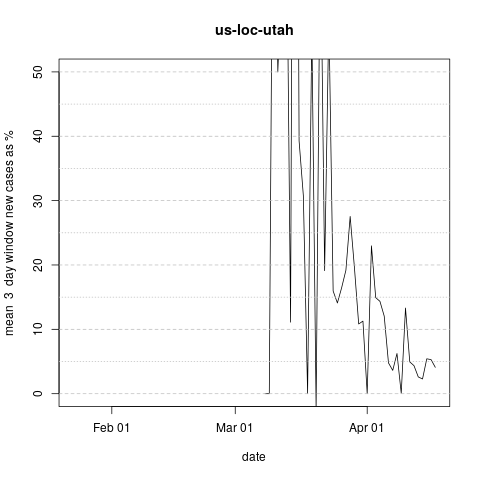 us-loc-utah
mean 3 day window new cases as %
50
40
30
20
10
0
Feb 01
Mar 01
Apr 01
date